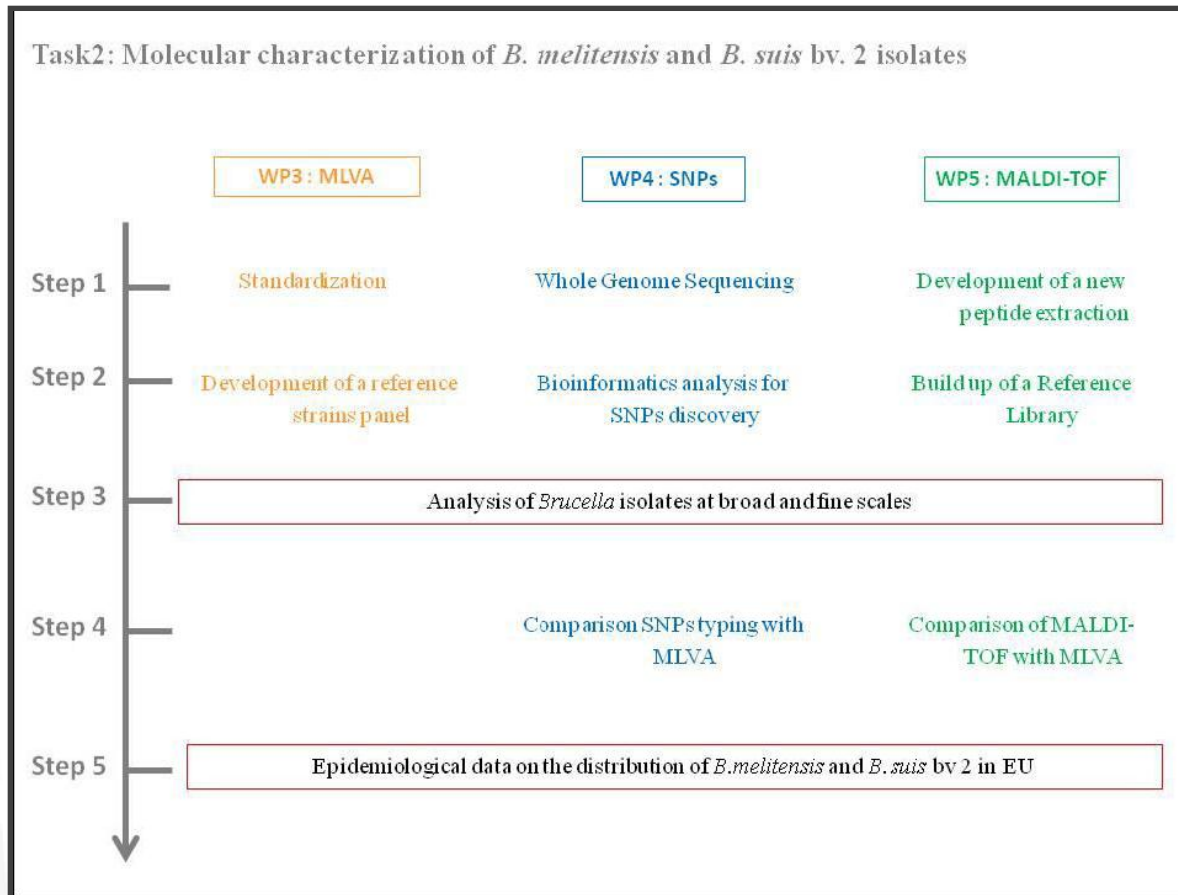 Task2: Molecular characterization of B. melitensis and B. suis bv. 2 isolates
WP3 : MLVA
WP4 : SNPs
WP5 : MALDI-TOF
Step 1
Standardization
Whole Genome Sequencing
Development of a new
peptide extraction
Step 2
Development of a reference
strains panel
Bioinformatics analysis for
SNPs discovery
Build up of a Reference
Library
Step 3
Analysis of Brucella isolates at broad and fine scales
Step 4
Comparison SNPs typing with
MLVA
Comparison of MALDI-
TOF with MLVA
Step 5
Epidemiological data on the distribution of B.melitensis and B. suis bv 2 in EU